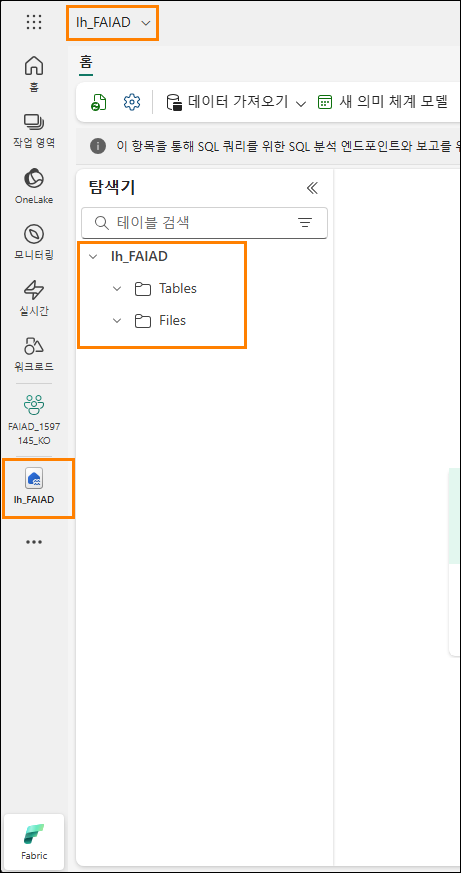 lh_FAIAD
홈
홈
작업 영역
OneLake
모니터링
실시간
워크로드
FAIAD_1597
145_KO
lh_FAIAD
Fabric
데이터 가져오기
새 의미 체계 모델
이 항목을 통해 SQL 쿼리를 위한 SQL 분석 엔드포인트와 보고를 위
탐색기
테이블 검색
lh_FAIAD
Tables
Files